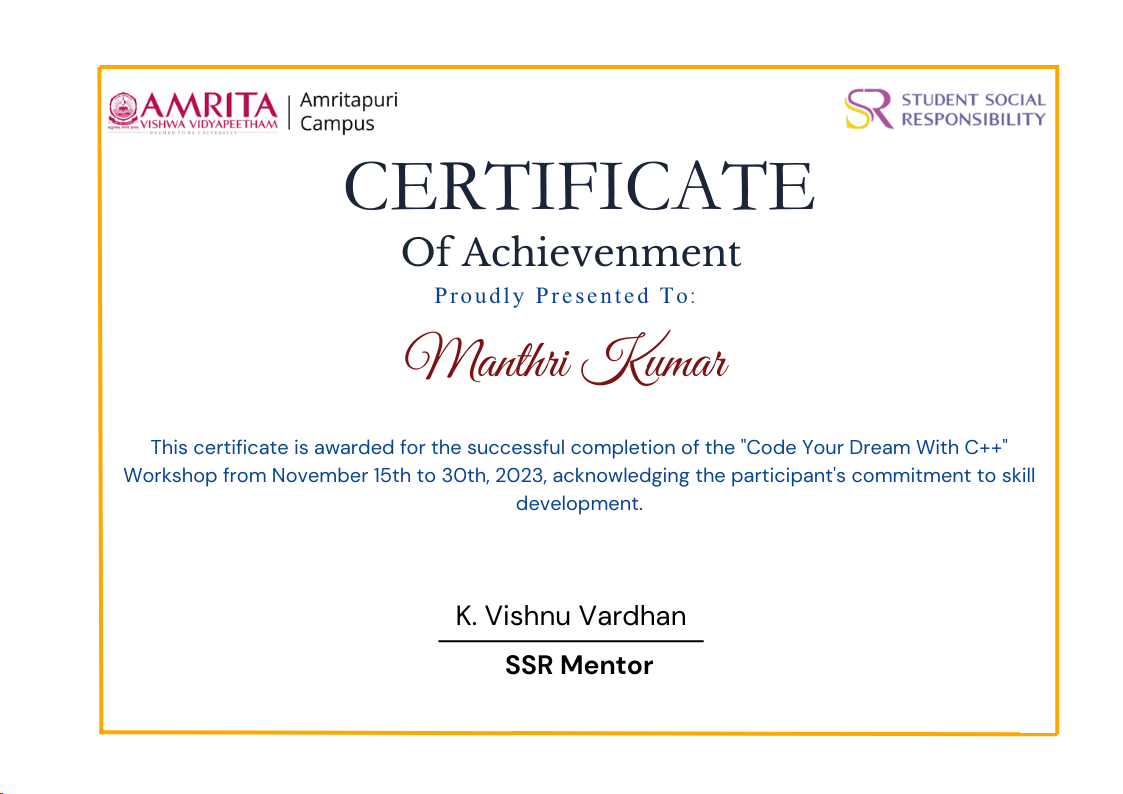 AMRITA
VISHWA VIDYAPEETHAM
DEEMED TO BE UNIVERSITY
Amritapuri
Campus
SR STUDENT SOCIAL
RESPONSIBILITY
CERTIFICATE
Of Achievenment
Proudly Presented To:
Manthri Kumar
This certificate is awarded for the successful completion of the "Code Your Dream With C++"
Workshop from November 15th to 30th, 2023, acknowledging the participant's commitment to skill
development.
K. Vishnu Vardhan
SSR Mentor